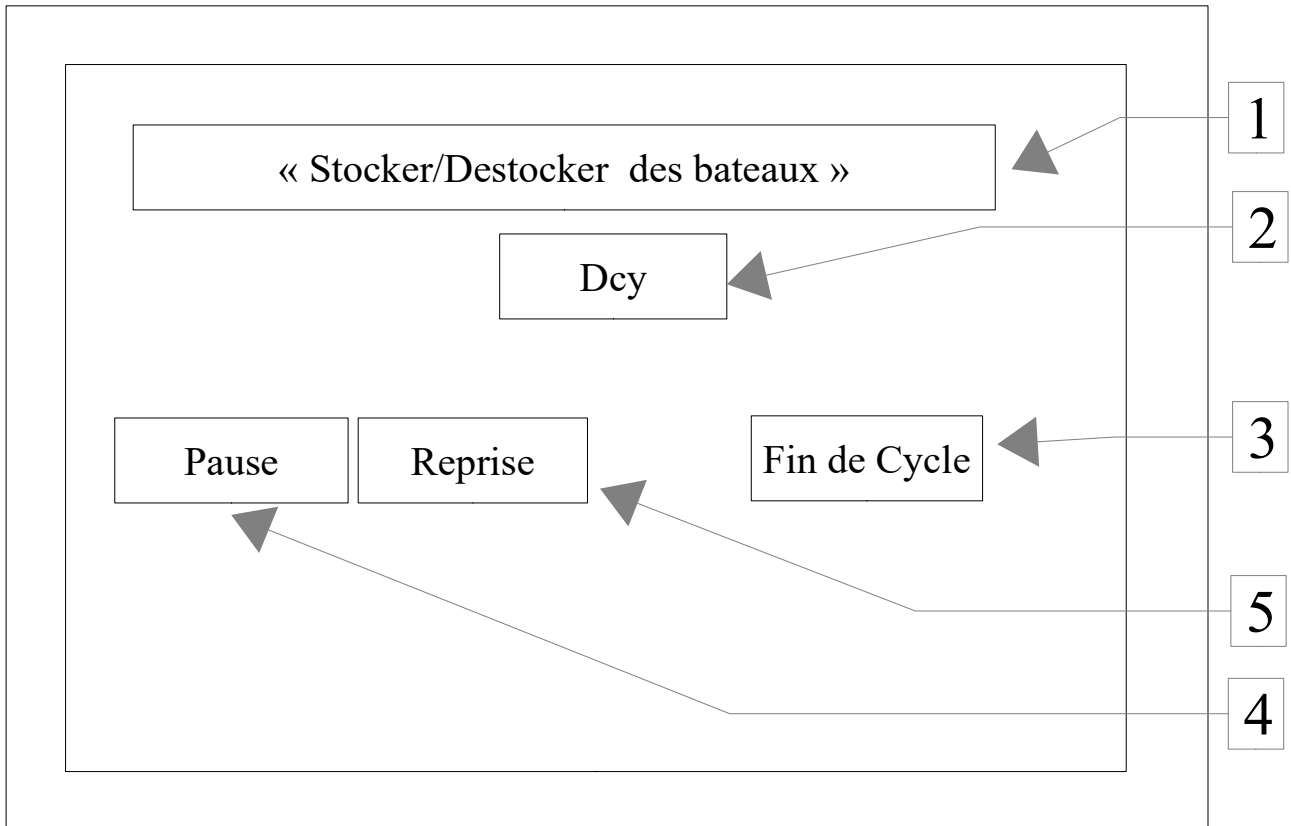 « Stocker/Destocker  des bateaux »
1
Dcy
2
Pause
Reprise
Fin de Cycle
3
5
4